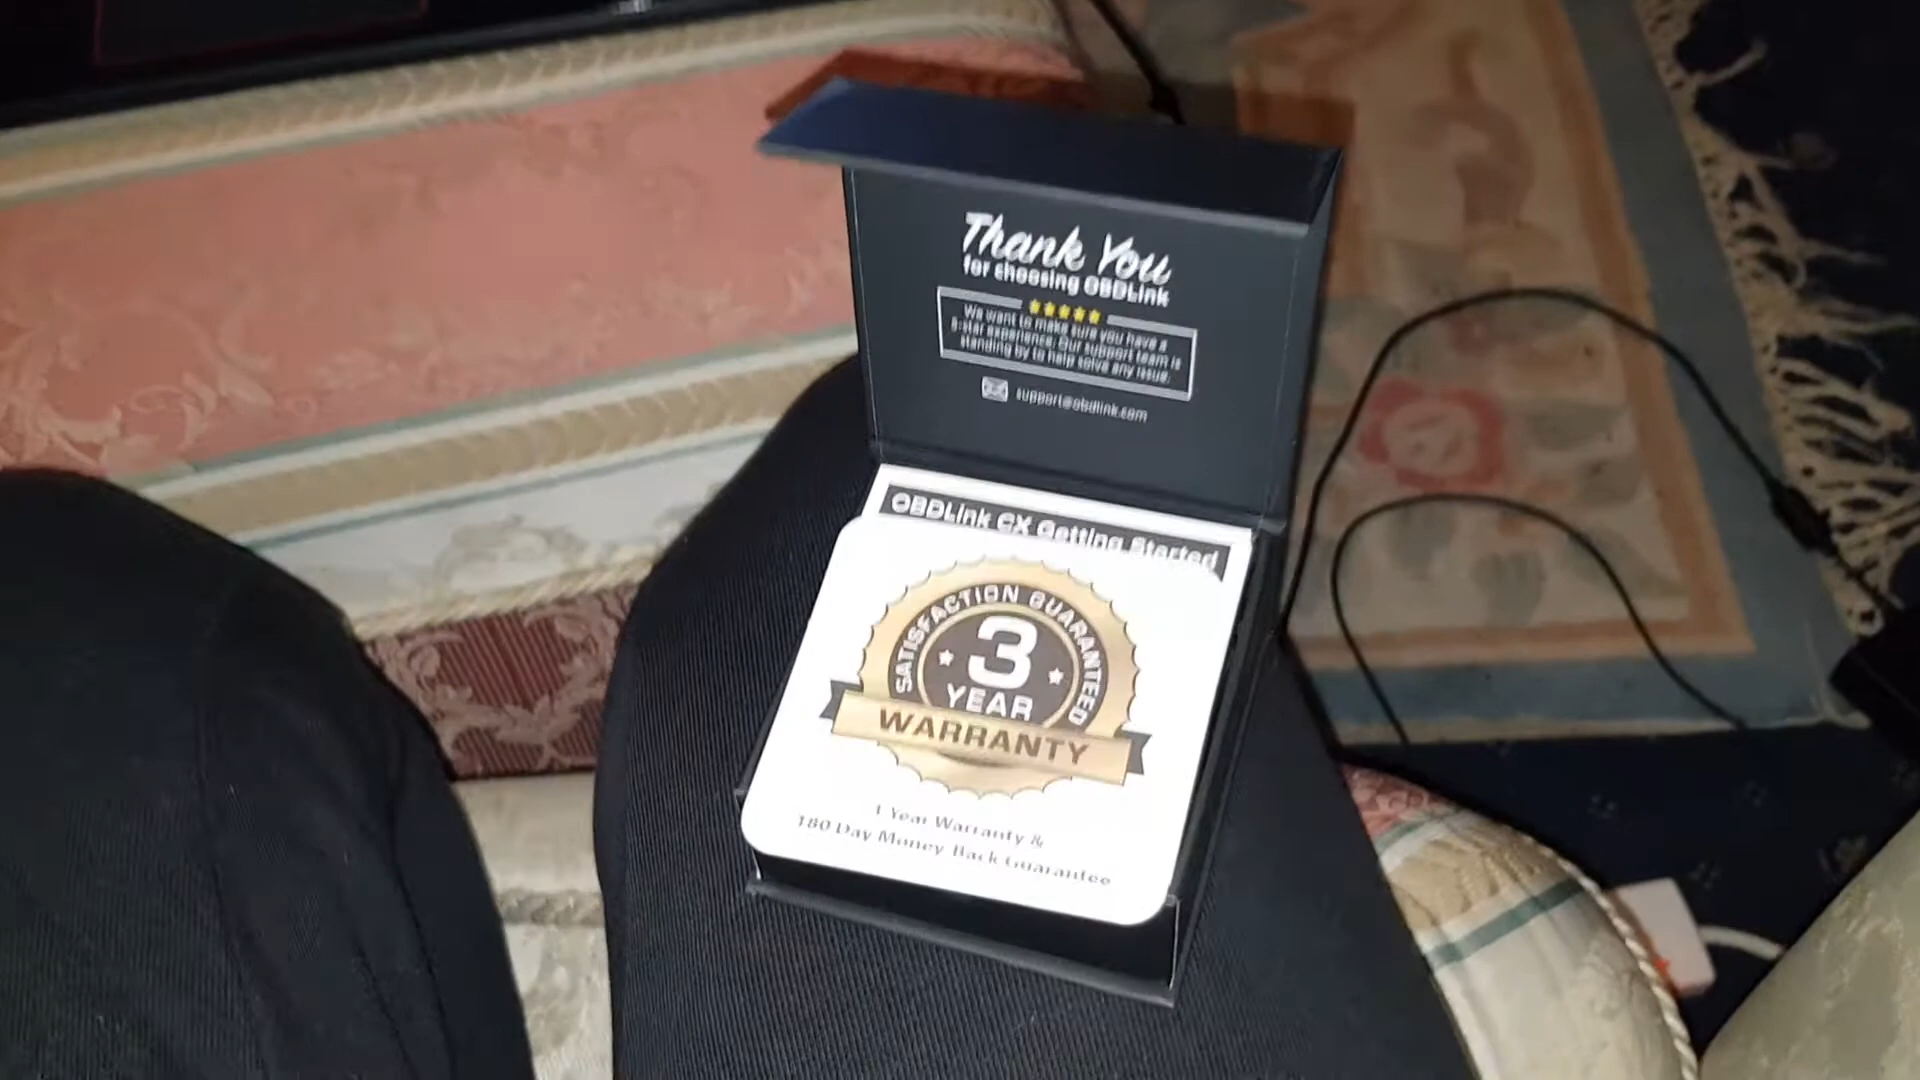 Thank You
for choosing OBDLink
We want to make sure you have a
5-star experience. Our support team is
standing by to help solve any issue.
support@obdlink.com
OBDLink CX Getting Started
SATISFACTION GUARANTEED
3
YEAR
WARRANTY
Year Warranty &
180 Day Money Back Guarantee